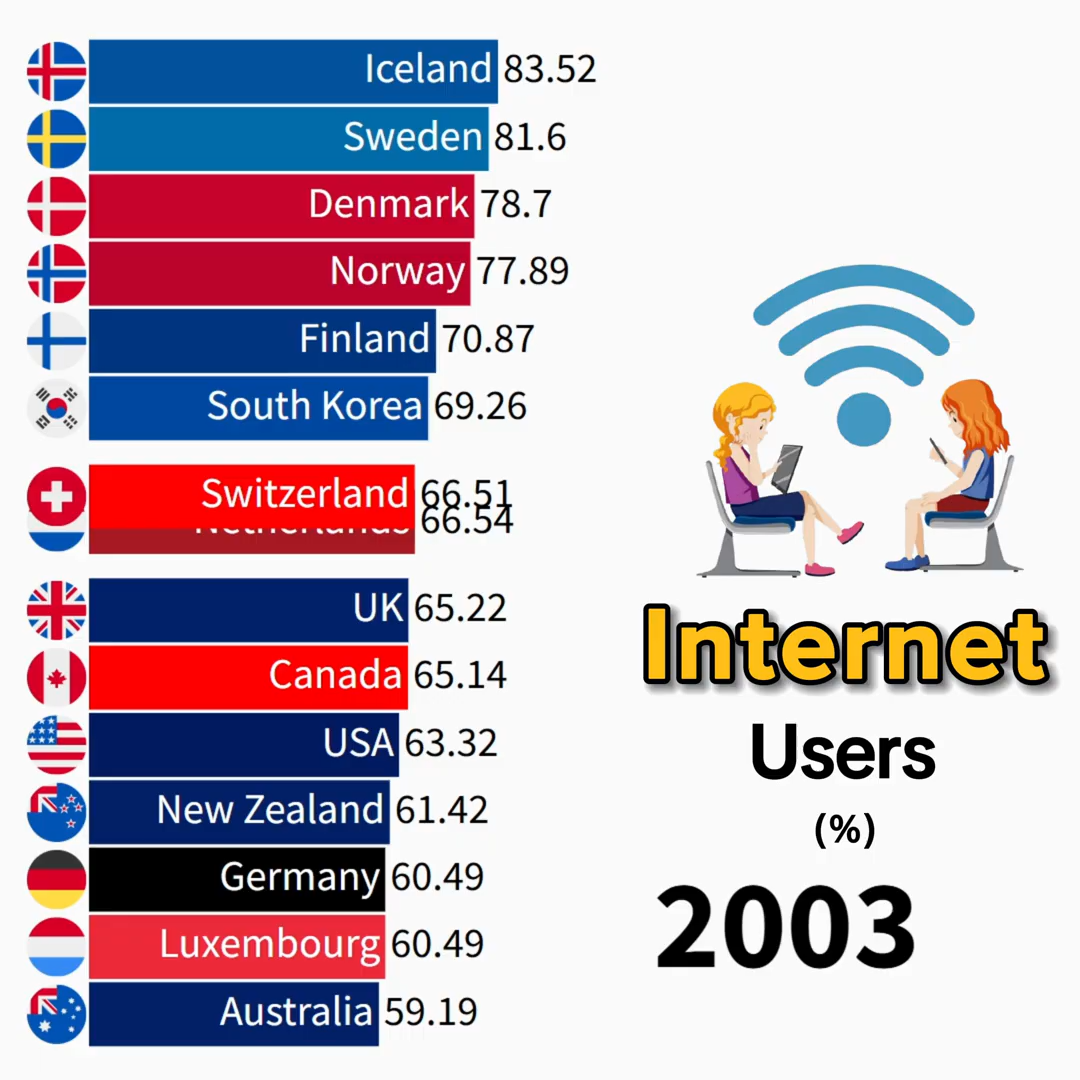 Iceland 83.52
Sweden 81.6
Denmark 78.7
Norway 77.89
Finland 70.87
South Korea 69.26
Switzerland 66.51
Netherlands 66.54
UK 65.22
Canada 65.14
USA 63.32
New Zealand 61.42
Germany 60.49
Luxembourg 60.49
Australia 59.19
Internet
Users
(%)
2003